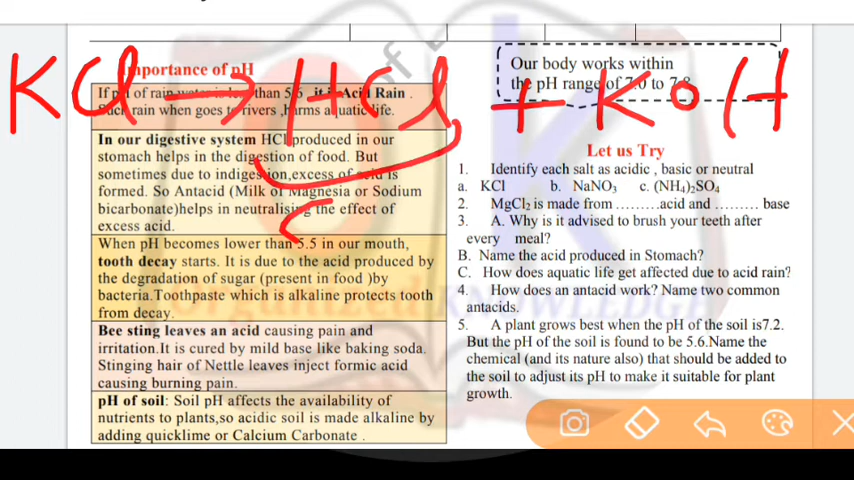 KCl → HCl + KOH
Importance of pH
If pH of rain water is less than 5.6, it is Acid Rain .
Such rain when goes to rivers ,harms aquatic life.
In our digestive system HCl produced in our
stomach helps in the digestion of food. But
sometimes due to indigestion,excess of acid is
formed. So Antacid (Milk of Magnesia or Sodium
bicarbonate)helps in neutralising the effect of
excess acid.
When pH becomes lower than 5.5 in our mouth,
tooth decay starts. It is due to the acid produced by
the degradation of sugar (present in food )by
bacteria.Toothpaste which is alkaline protects tooth
from decay.
Bee sting leaves an acid causing pain and
irritation.It is cured by mild base like baking soda.
Stinging hair of Nettle leaves inject formic acid
causing burning pain.
pH of soil: Soil pH affects the availability of
nutrients to plants,so acidic soil is made alkaline by
adding quicklime or Calcium Carbonate .
Our body works within
the pH range of 7.0 to 7.8
Let us Try
1. Identify each salt as acidic , basic or neutral
a. KCl b. NaNO₃ c. (NH₄)₂SO₄
2. MgCl₂ is made from .........acid and ......... base
3. A. Why is it advised to brush your teeth after
every meal?
B. Name the acid produced in Stomach?
C. How does aquatic life get affected due to acid rain?
4. How does an antacid work? Name two common
antacids.
5. A plant grows best when the pH of the soil is7.2.
But the pH of the soil is found to be 5.6.Name the
chemical (and its nature also) that should be added to
the soil to adjust its pH to make it suitable for plant
growth.